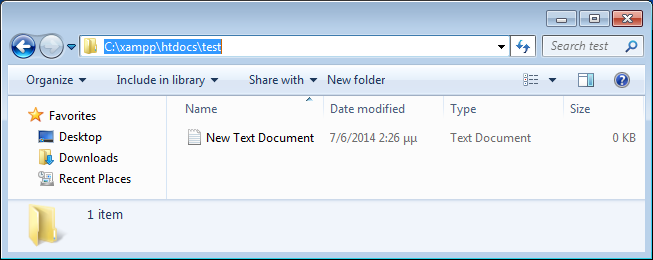 C:\xampp\htdocs\test
Search test
Organize Include in library Share with New folder
Name Date modified Type Size
Favorites
Desktop
Downloads
Recent Places
New Text Document 7/6/2014 2:26 μμ Text Document 0 KB
1 item